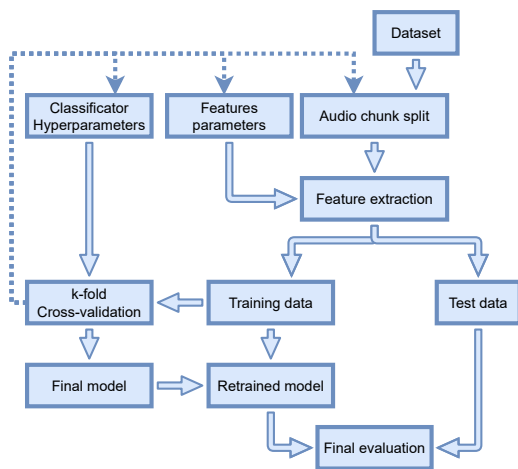 Dataset
Classificator
Hyperparameters
Features
parameters
Audio chunk split
Feature extraction
k-fold
Cross-validation
Training data
Test data
Final model
Retrained model
Final evaluation